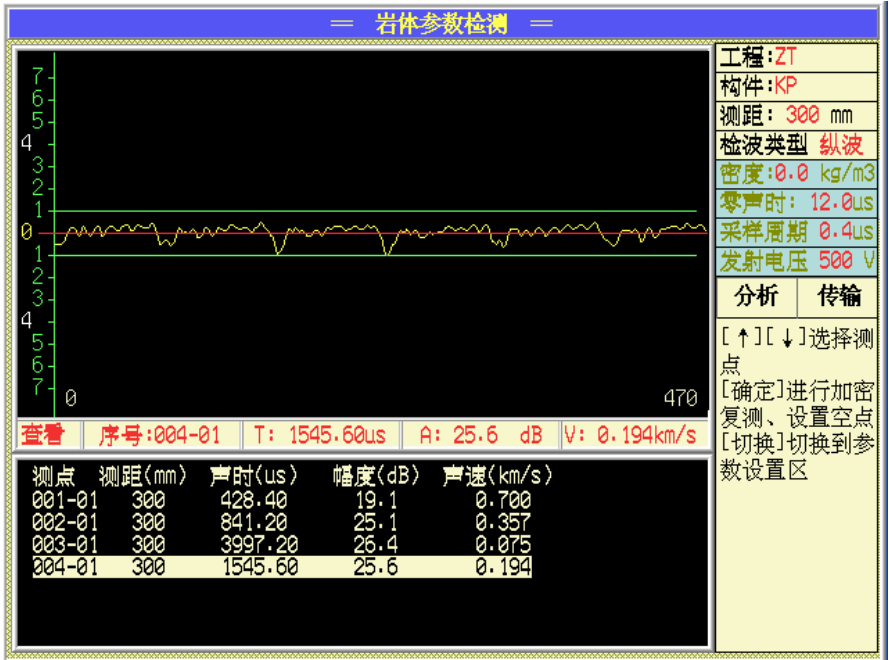 ═ 岩体参数检测 ═
7
6
5
4
3
2
1
0
1
2
3
4
5
6
7
0 470
查看 序号:004-01 T: 1545.60us A: 25.6 dB V: 0.194km/s
测点 测距(mm) 声时(us) 幅度(dB) 声速(km/s)
001-01 300 428.40 19.1 0.700
002-01 300 841.20 25.1 0.357
003-01 300 3997.20 26.4 0.075
004-01 300 1545.60 25.6 0.194
工程:ZT
构件:KP
测距: 300 mm
检波类型 纵波
密度:0.0 kg/m3
零声时: 12.0us
采样周期 0.4us
发射电压 500 V
分析 传输
[↑][↓]选择测
点
[确定]进行加密
复测、设置空点
[切换]切换到参
数设置区